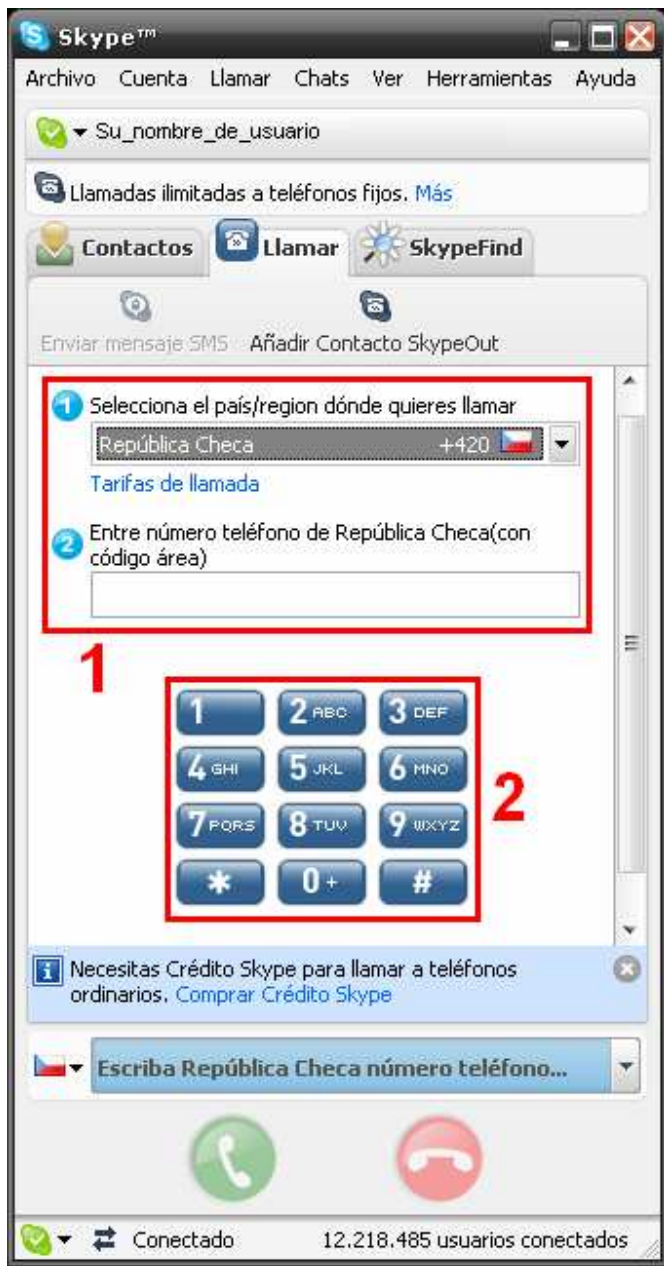 Skype™
Archivo Cuenta Llamar Chats Ver Herramientas Ayuda
Su_nombre_de_usuario
Llamadas ilimitadas a teléfonos fijos. Más
Contactos Llamar SkypeFind
Enviar mensaje SMS Añadir Contacto SkypeOut
1 Selecciona el país/region dónde quieres llamar
República Checa +420
Tarifas de llamada
2 Entre número teléfono de República Checa(con
código área)
1
1 2 ABC 3 DEF
4 GHI 5 JKL 6 MNO
2
7 PQRS 8 TUV 9 WXYZ
* 0 + #
Necesitas Crédito Skype para llamar a teléfonos
ordinarios. Comprar Crédito Skype
Escriba República Checa número teléfono...
Conectado 12.218.485 usuarios conectados